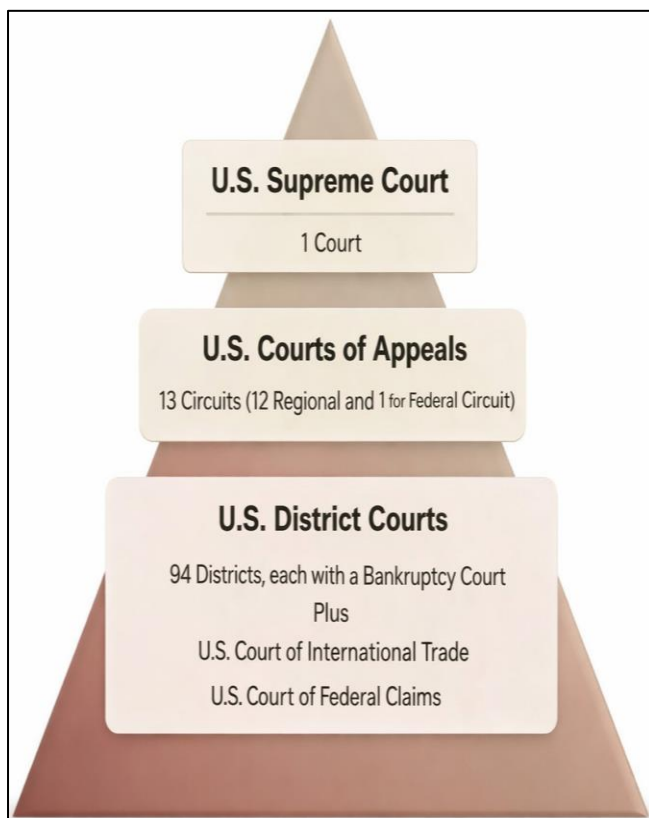 U.S. Supreme Court
1 Court
U.S. Courts of Appeals
13 Circuits (12 Regional and 1 for Federal Circuit)
U.S. District Courts
94 Districts, each with a Bankruptcy Court
Plus
U.S. Court of International Trade
U.S. Court of Federal Claims